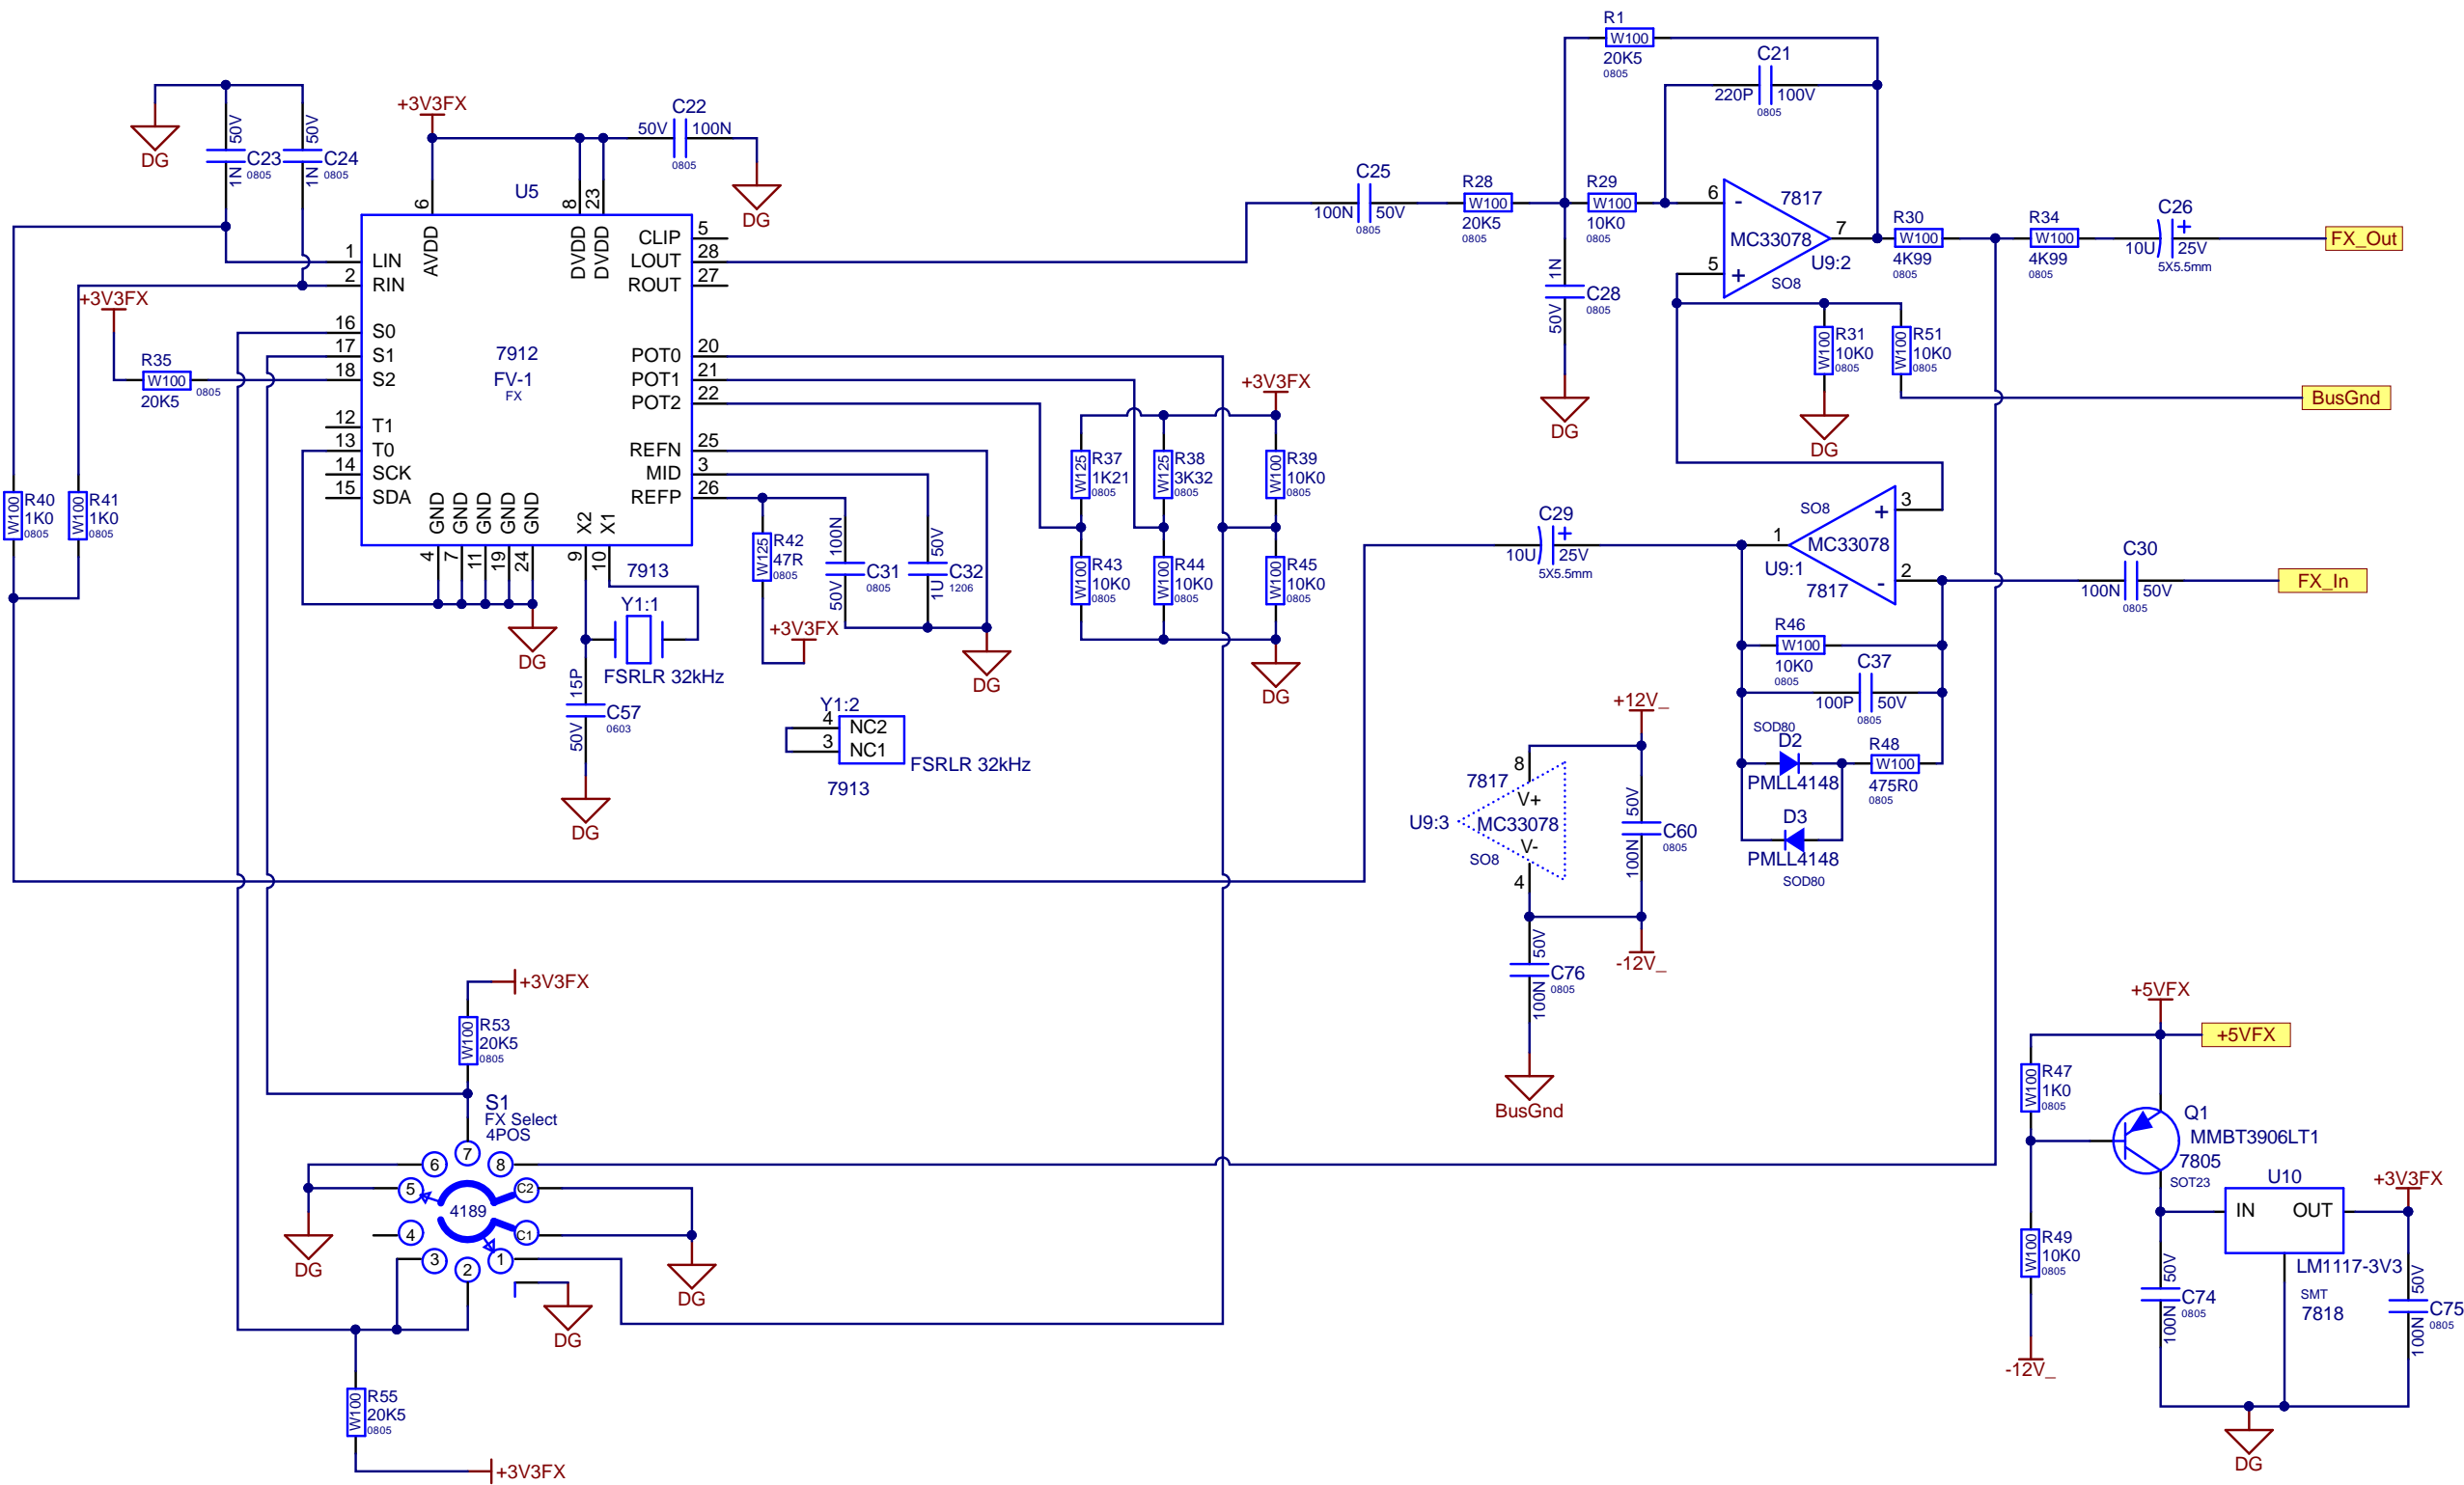 R1
W100
20K5
0805
C21
220P 100V
0805
50V
50V
DG
C23
0805
1N
C24
0805
1N
+3V3FX
C22
50V 100N
0805
DG
U5
6
8
23
AVDD
DVDD
DVDD
1 LIN
2 RIN
16 S0
17 S1
18 S2
12 T1
13 T0
14 SCK
15 SDA
CLIP 5
LOUT 28
ROUT 27
POT0 20
POT1 21
POT2 22
REFN 25
MID 3
REFP 26
7912
FV-1
FX
GND
GND
GND
GND
GND
X2
X1
4
7
11
19
24
9
10
+3V3FX
R35
W100
20K5
0805
R40
W100
1K0
0805
R41
W100
1K0
0805
DG
7913
Y1:1
FSRLR 32kHz
15P
C57
0603
50V
DG
R42
W125
47R
0805
+3V3FX
100N
C31
0805
50V
50V
C32
1206
1U
DG
Y1:2
4 NC2
3 NC1
FSRLR 32kHz
7913
+3V3FX
R37
W125
1K21
0805
R38
W125
3K32
0805
R39
W100
10K0
0805
R43
W100
10K0
0805
R44
W100
10K0
0805
R45
W100
10K0
0805
DG
C25
100N 50V
0805
R28
W100
20K5
0805
R29
W100
10K0
0805
1N
C28
0805
50V
DG
6 -
5 +
7817
MC33078
7
U9:2
SO8
R30
W100
4K99
0805
R34
W100
4K99
0805
C26
+
10U 25V
5X5.5mm
FX_Out
R31
W100
10K0
0805
R51
W100
10K0
0805
DG
BusGnd
C29
+
10U 25V
5X5.5mm
SO8
+ 3
1
MC33078
U9:1
- 2
7817
C30
100N 50V
0805
FX_In
R46
W100
10K0
0805
C37
100P 50V
0805
SOD80
D2
PMLL4148
R48
W100
475R0
0805
D3
PMLL4148
SOD80
+12V_
8
7817
V+
U9:3
MC33078
V-
SO8
4
50V
C60
0805
100N
-12V_
50V
C76
0805
100N
BusGnd
+3V3FX
R53
W100
20K5
0805
S1
FX Select
4POS
7
6
8
5
C2
4189
4
C1
3
2
1
DG
DG
DG
R55
W100
20K5
0805
+3V3FX
+5VFX
+5VFX
R47
W100
1K0
0805
Q1
MMBT3906LT1
7805
SOT23
R49
W100
10K0
0805
-12V_
U10
IN OUT
LM1117-3V3
SMT
7818
+3V3FX
50V
C74
0805
100N
50V
C75
0805
100N
DG